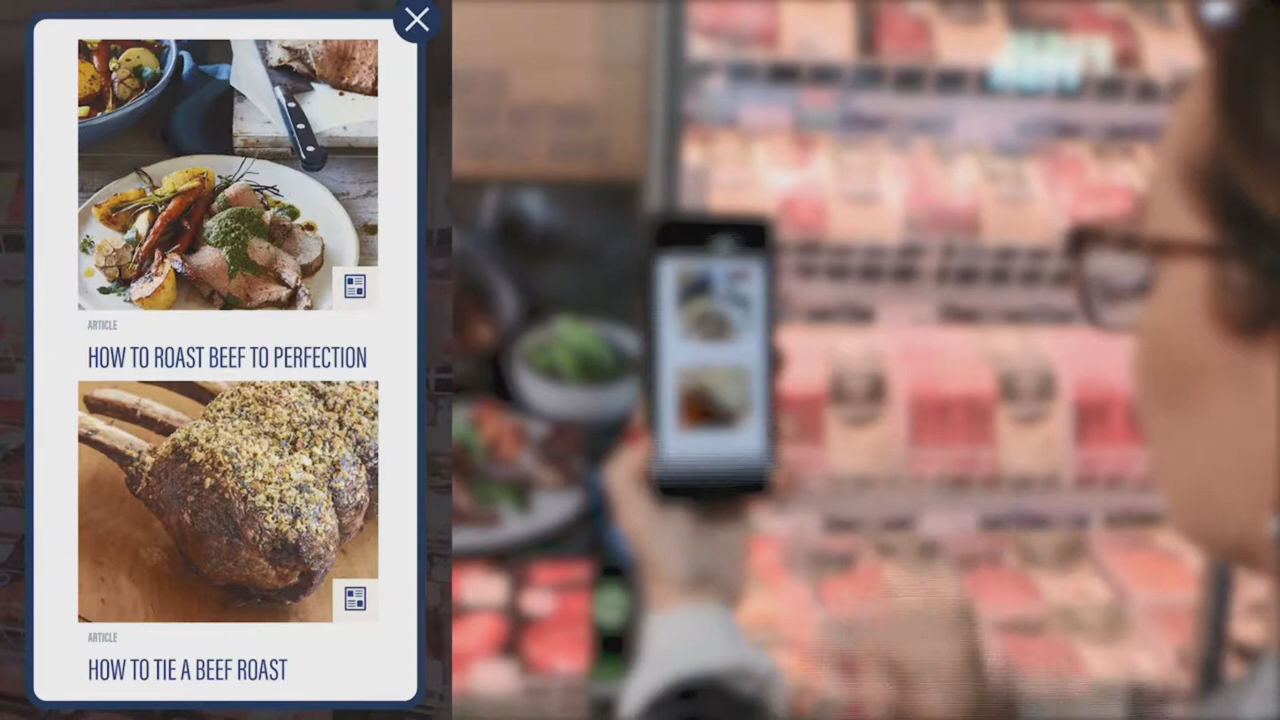 ARTICLE
HOW TO ROAST BEEF TO PERFECTION
ARTICLE
HOW TO TIE A BEEF ROAST